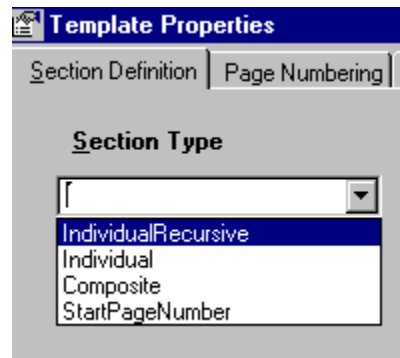 Template Properties
Section Definition Page Numbering
Section Type
IndividualRecursive
Individual
Composite
StartPageNumber